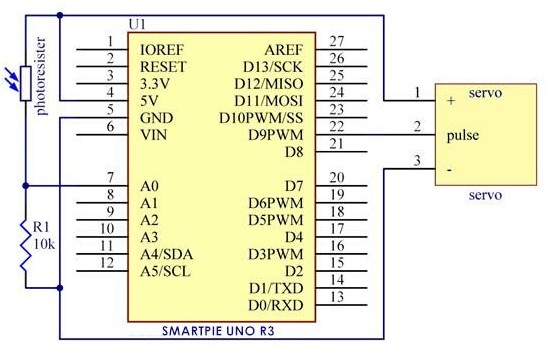 U1
photoresister
R1
10k
1 IOREF
2 RESET
3 3.3V
4 5V
5 GND
6 VIN
7 A0
8 A1
9 A2
10 A3
11 A4/SDA
12 A5/SCL
AREF 27
D13/SCK 26
D12/MISO 25
D11/MOSI 24
D10PWM/SS 23
D9PWM 22
D8 21
D7 20
D6PWM 19
D5PWM 18
D4 17
D3PWM 16
D2 15
D1/TXD 14
D0/RXD 13
SMARTPIE UNO R3
servo
1 +
2 pulse
3 -
servo